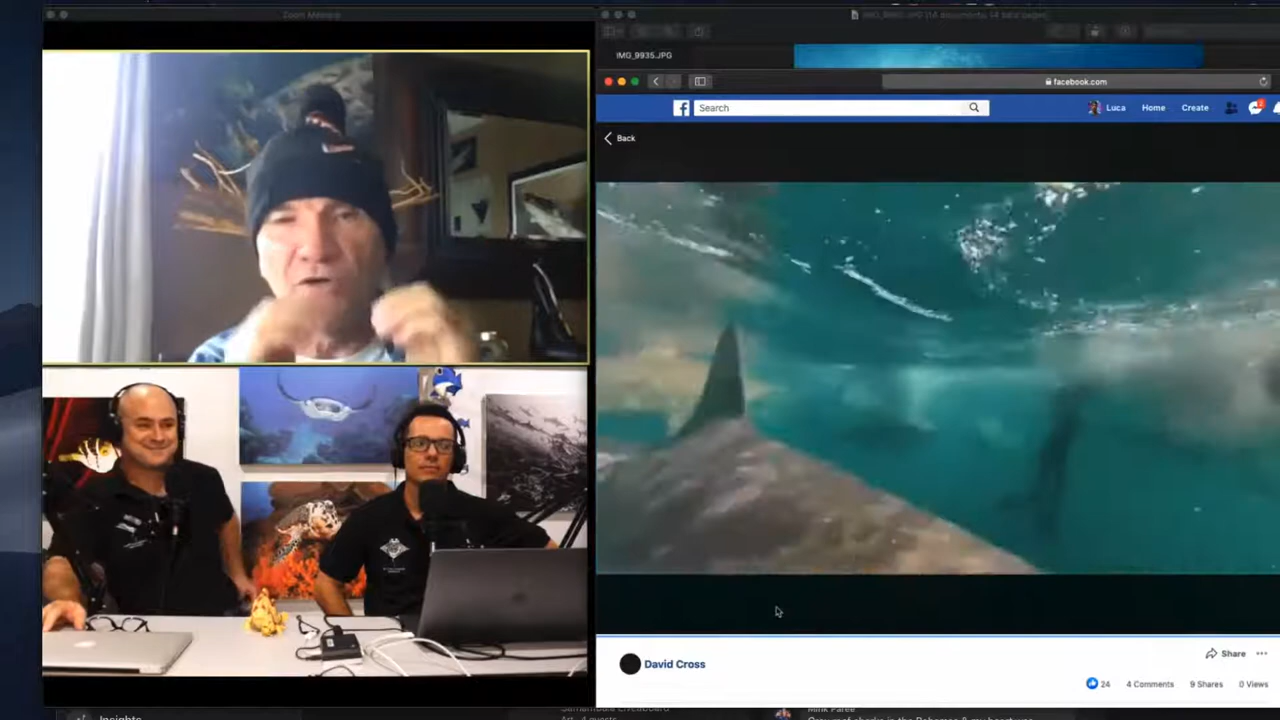 Zoom Meeting
IMG_9935.JPG
facebook.com
Search
Luca
Home
Create
Back
David Cross
Share
24
4 Comments
9 Shares
0 Views
Insights